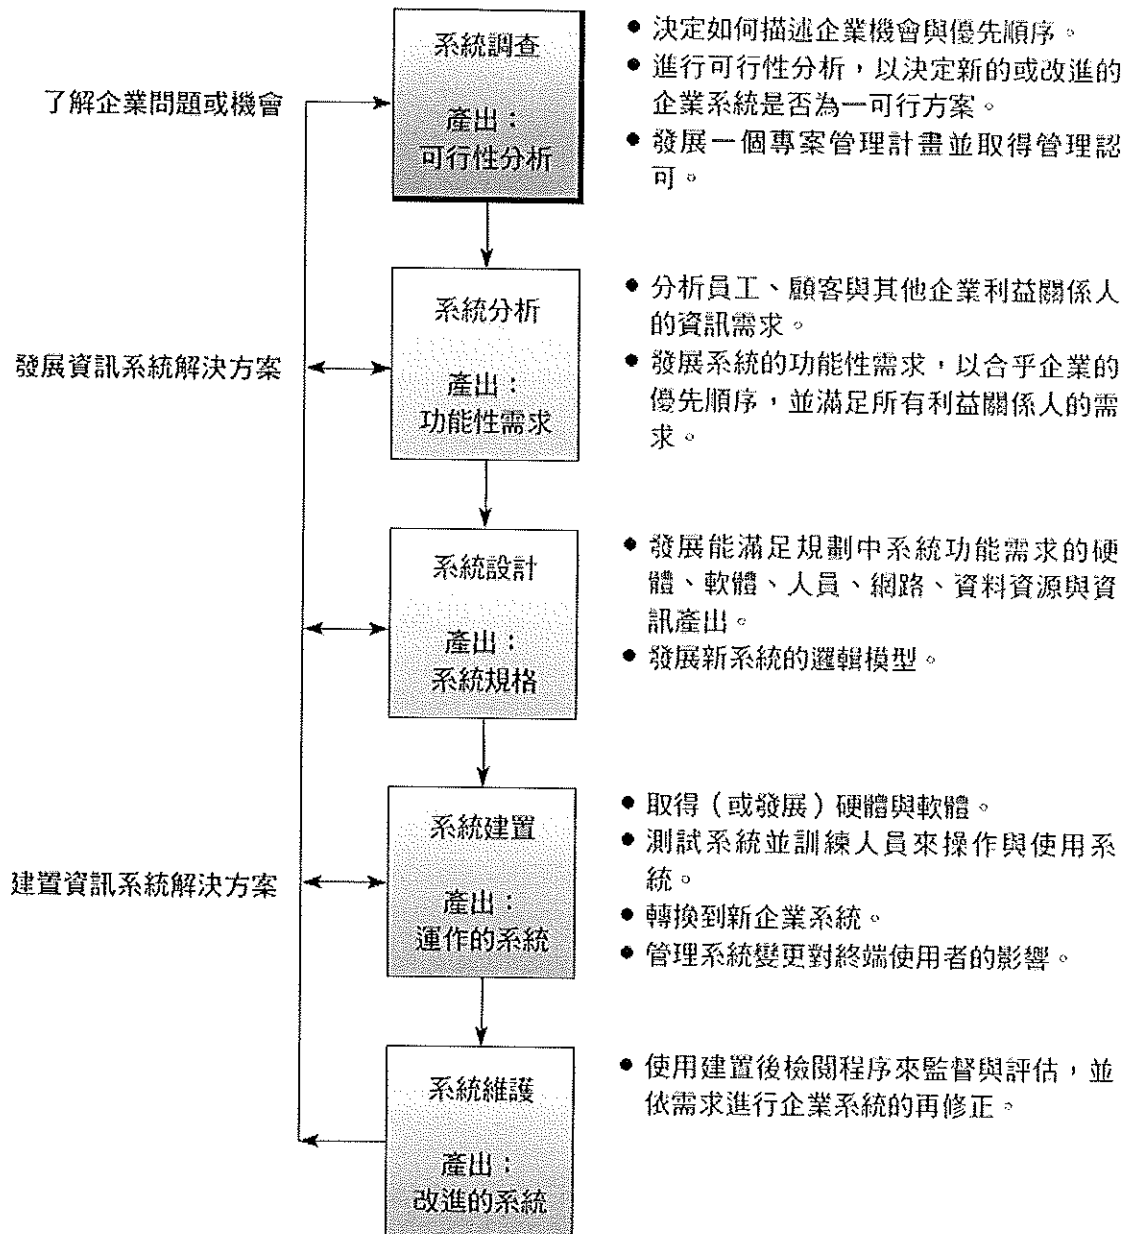 系統調查
產出：
可行性分析
了解企業問題或機會
● 決定如何描述企業機會與優先順序。
● 進行可行性分析，以決定新的或改進的
企業系統是否為一可行方案。
● 發展一個專案管理計畫並取得管理認
可。
系統分析
產出：
功能性需求
發展資訊系統解決方案
● 分析員工、顧客與其他企業利益關係人
的資訊需求。
● 發展系統的功能性需求，以合乎企業的
優先順序，並滿足所有利益關係人的需
求。
系統設計
產出：
系統規格
● 發展能滿足規劃中系統功能需求的硬
體、軟體、人員、網路、資料資源與資
訊產出。
● 發展新系統的邏輯模型。
系統建置
產出：
運作的系統
建置資訊系統解決方案
● 取得（或發展）硬體與軟體。
● 測試系統並訓練人員來操作與使用系
統。
● 轉換到新企業系統。
● 管理系統變更對終端使用者的影響。
系統維護
產出：
改進的系統
● 使用建置後檢閱程序來監督與評估，並
依需求進行企業系統的再修正。